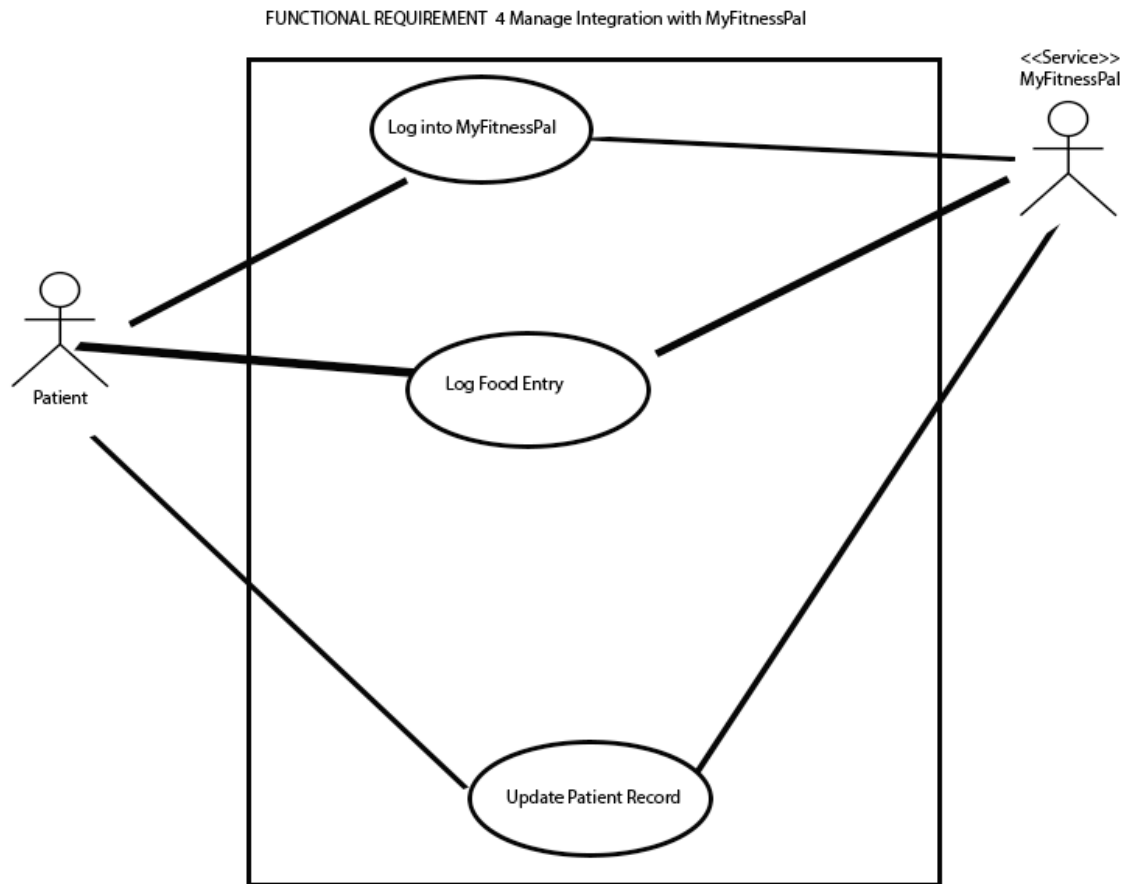 FUNCTIONAL REQUIREMENT 4 Manage Integration with MyFitnessPal
<<Service>>
MyFitnessPal
Log into MyFitnessPal
Log Food Entry
Patient
Update Patient Record